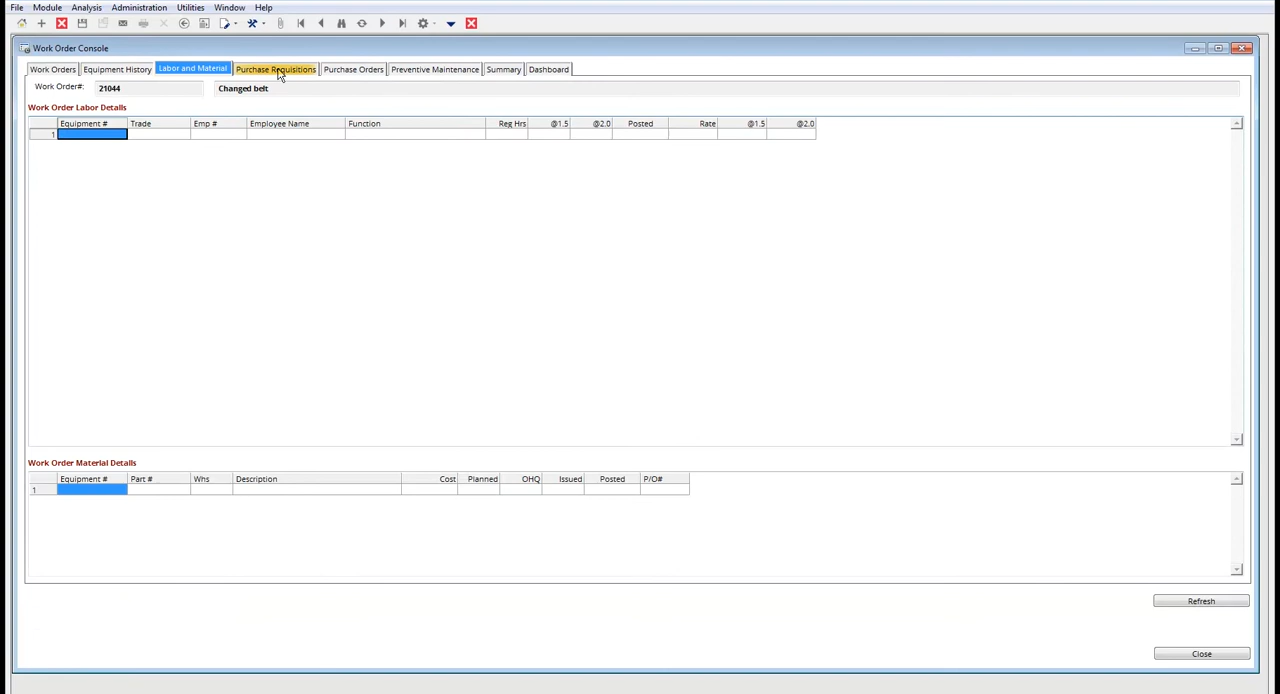 File Module Analysis Administration Utilities Window Help
Work Order Console
Work Orders Equipment History Labor and Material Purchase Requisitions Purchase Orders Preventive Maintenance Summary Dashboard
Work Order#: 21044 Changed belt
Work Order Labor Details
Equipment # Trade Emp # Employee Name Function Reg Hrs @1.5 @2.0 Posted Rate @1.5 @2.0
1
Work Order Material Details
Equipment # Part # Whs Description Cost Planned OHQ Issued Posted P/O#
1
Refresh
Close